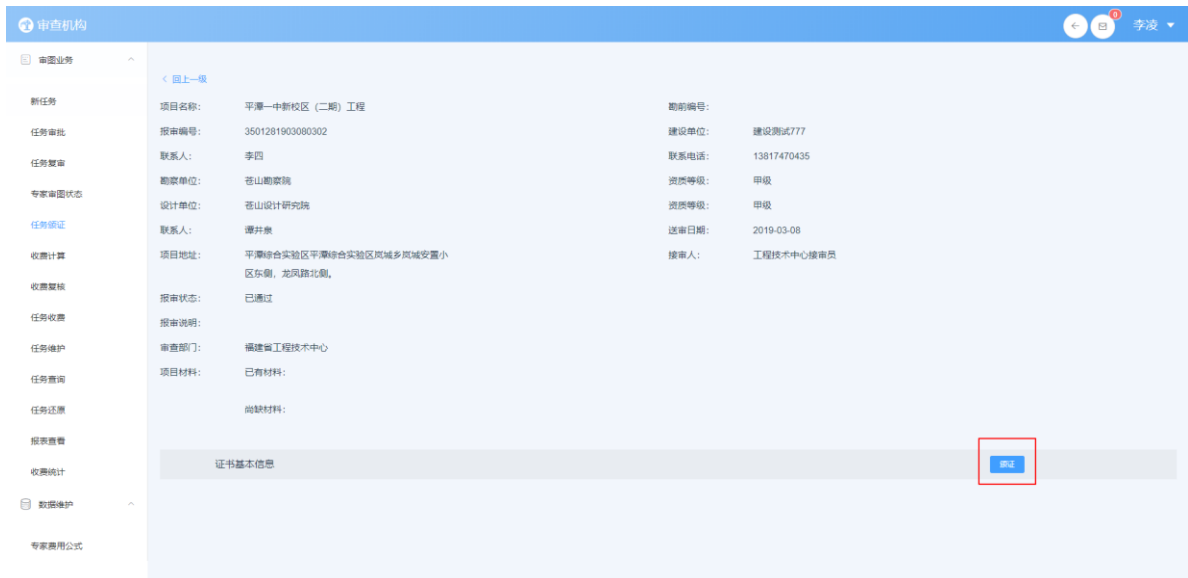 审查机构
0
李凌
审图业务
新任务
任务审批
任务复审
专家审图状态
任务颁证
收费计算
收费复核
任务收费
任务维护
任务查询
任务还原
报表查看
收费统计
数据维护
专家费用公式
回上一级
项目名称： 平潭一中新校区（二期）工程 勘前编号：
报审编号： 3501281903080302 建设单位： 建设测试777
联系人： 李四 联系电话： 13817470435
勘察单位： 苍山勘察院 资质等级： 甲级
设计单位： 苍山设计研究院 资质等级： 甲级
联系人： 谭井泉 送审日期： 2019-03-08
项目地址： 平潭综合实验区平潭综合实验区岚城乡岚城安置小 接审人： 工程技术中心接审员
区东侧，龙凤路北侧。
报审状态： 已通过
报审说明：
审查部门： 福建省工程技术中心
项目材料： 已有材料：
尚缺材料：
证书基本信息 颁证